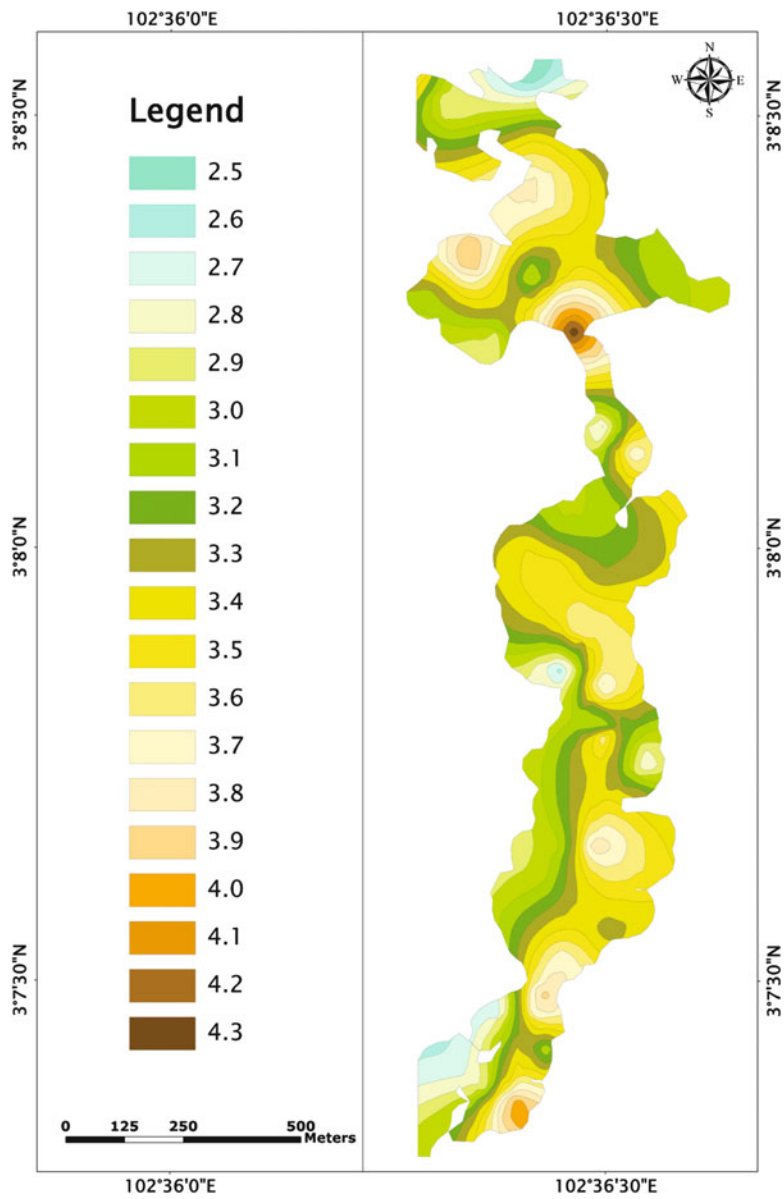 102°36'0"E
102°36'30"E
N
W E
S
3°8'30"N
3°8'30"N
Legend
2.5
2.6
2.7
2.8
2.9
3.0
3.1
3.2
3.3
3.4
3.5
3.6
3.7
3.8
3.9
4.0
4.1
4.2
4.3
3°8'0"N
3°8'0"N
3°7'30"N
3°7'30"N
0 125 250 500
Meters
102°36'0"E
102°36'30"E